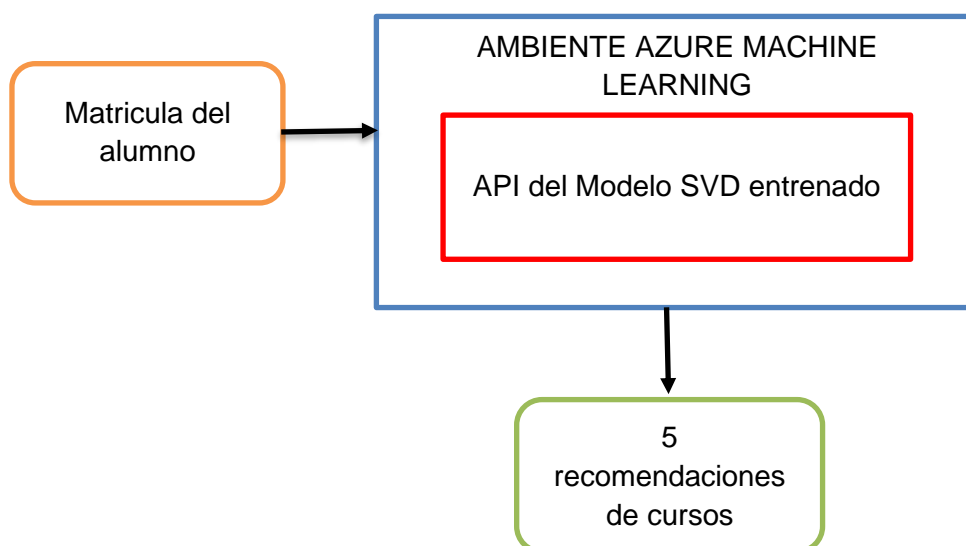 AMBIENTE AZURE MACHINE
LEARNING
Matricula del
alumno
API del Modelo SVD entrenado
5
recomendaciones
de cursos